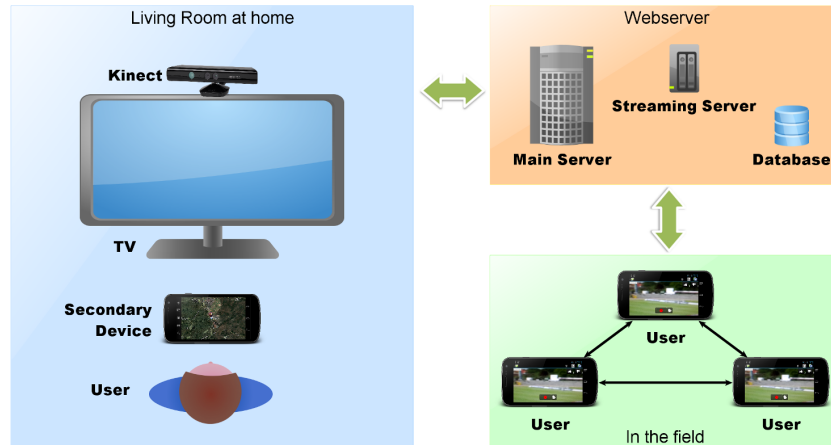 Living Room at home
Kinect
TV
Secondary
Device
User
Webserver
Streaming Server
Main Server
Database
User
User
User
In the field